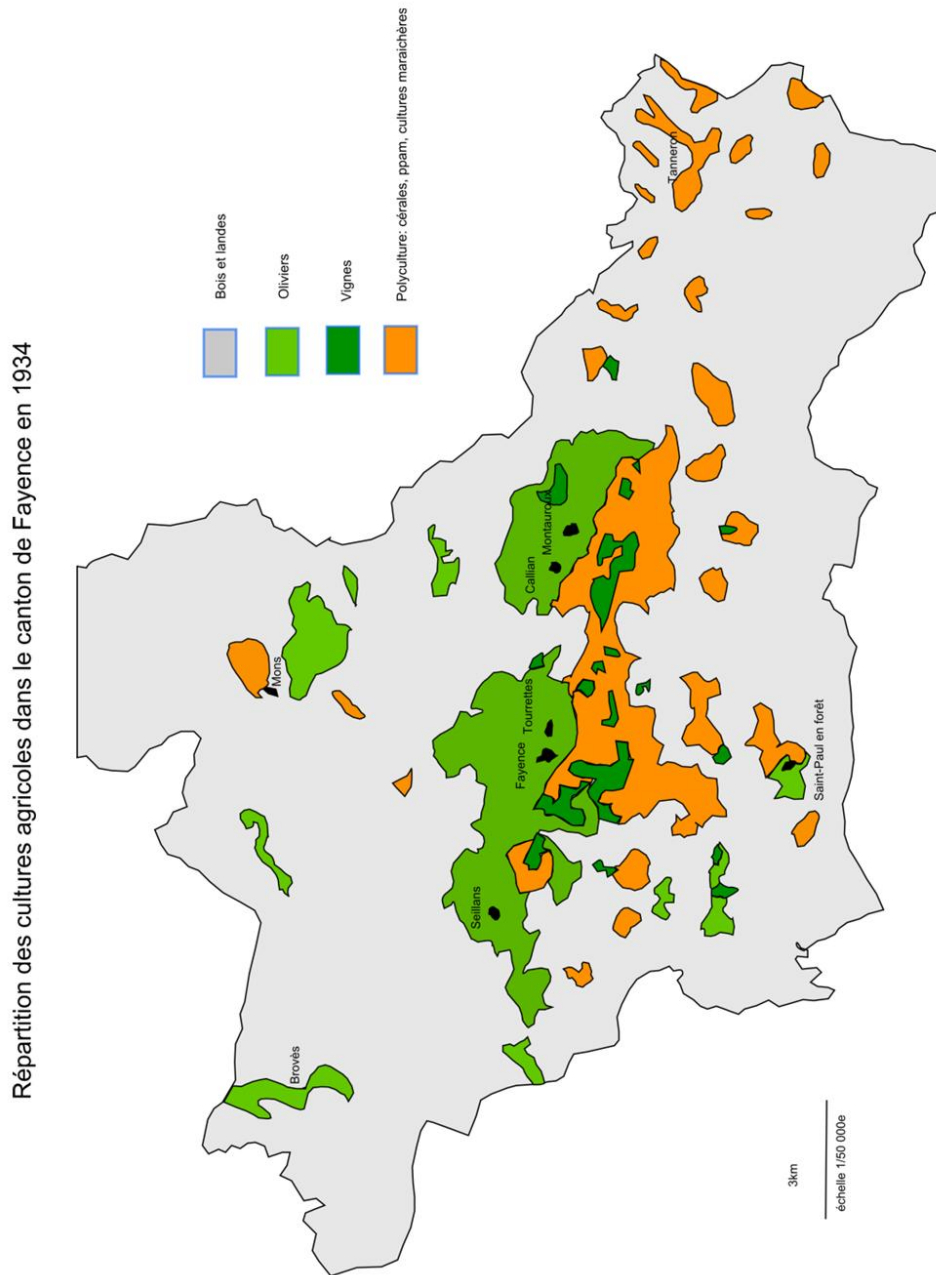 Répartition des cultures agricoles dans le canton de Fayence en 1934
Bois et landes
Oliviers
Vignes
Polyculture: cérales, ppam, cultures maraichères
Mons
Brovès
Seillans
Fayence
Tourrettes
Callian
Montauroux
Tanneron
Saint-Paul en forêt
3km
échelle 1/50 000e